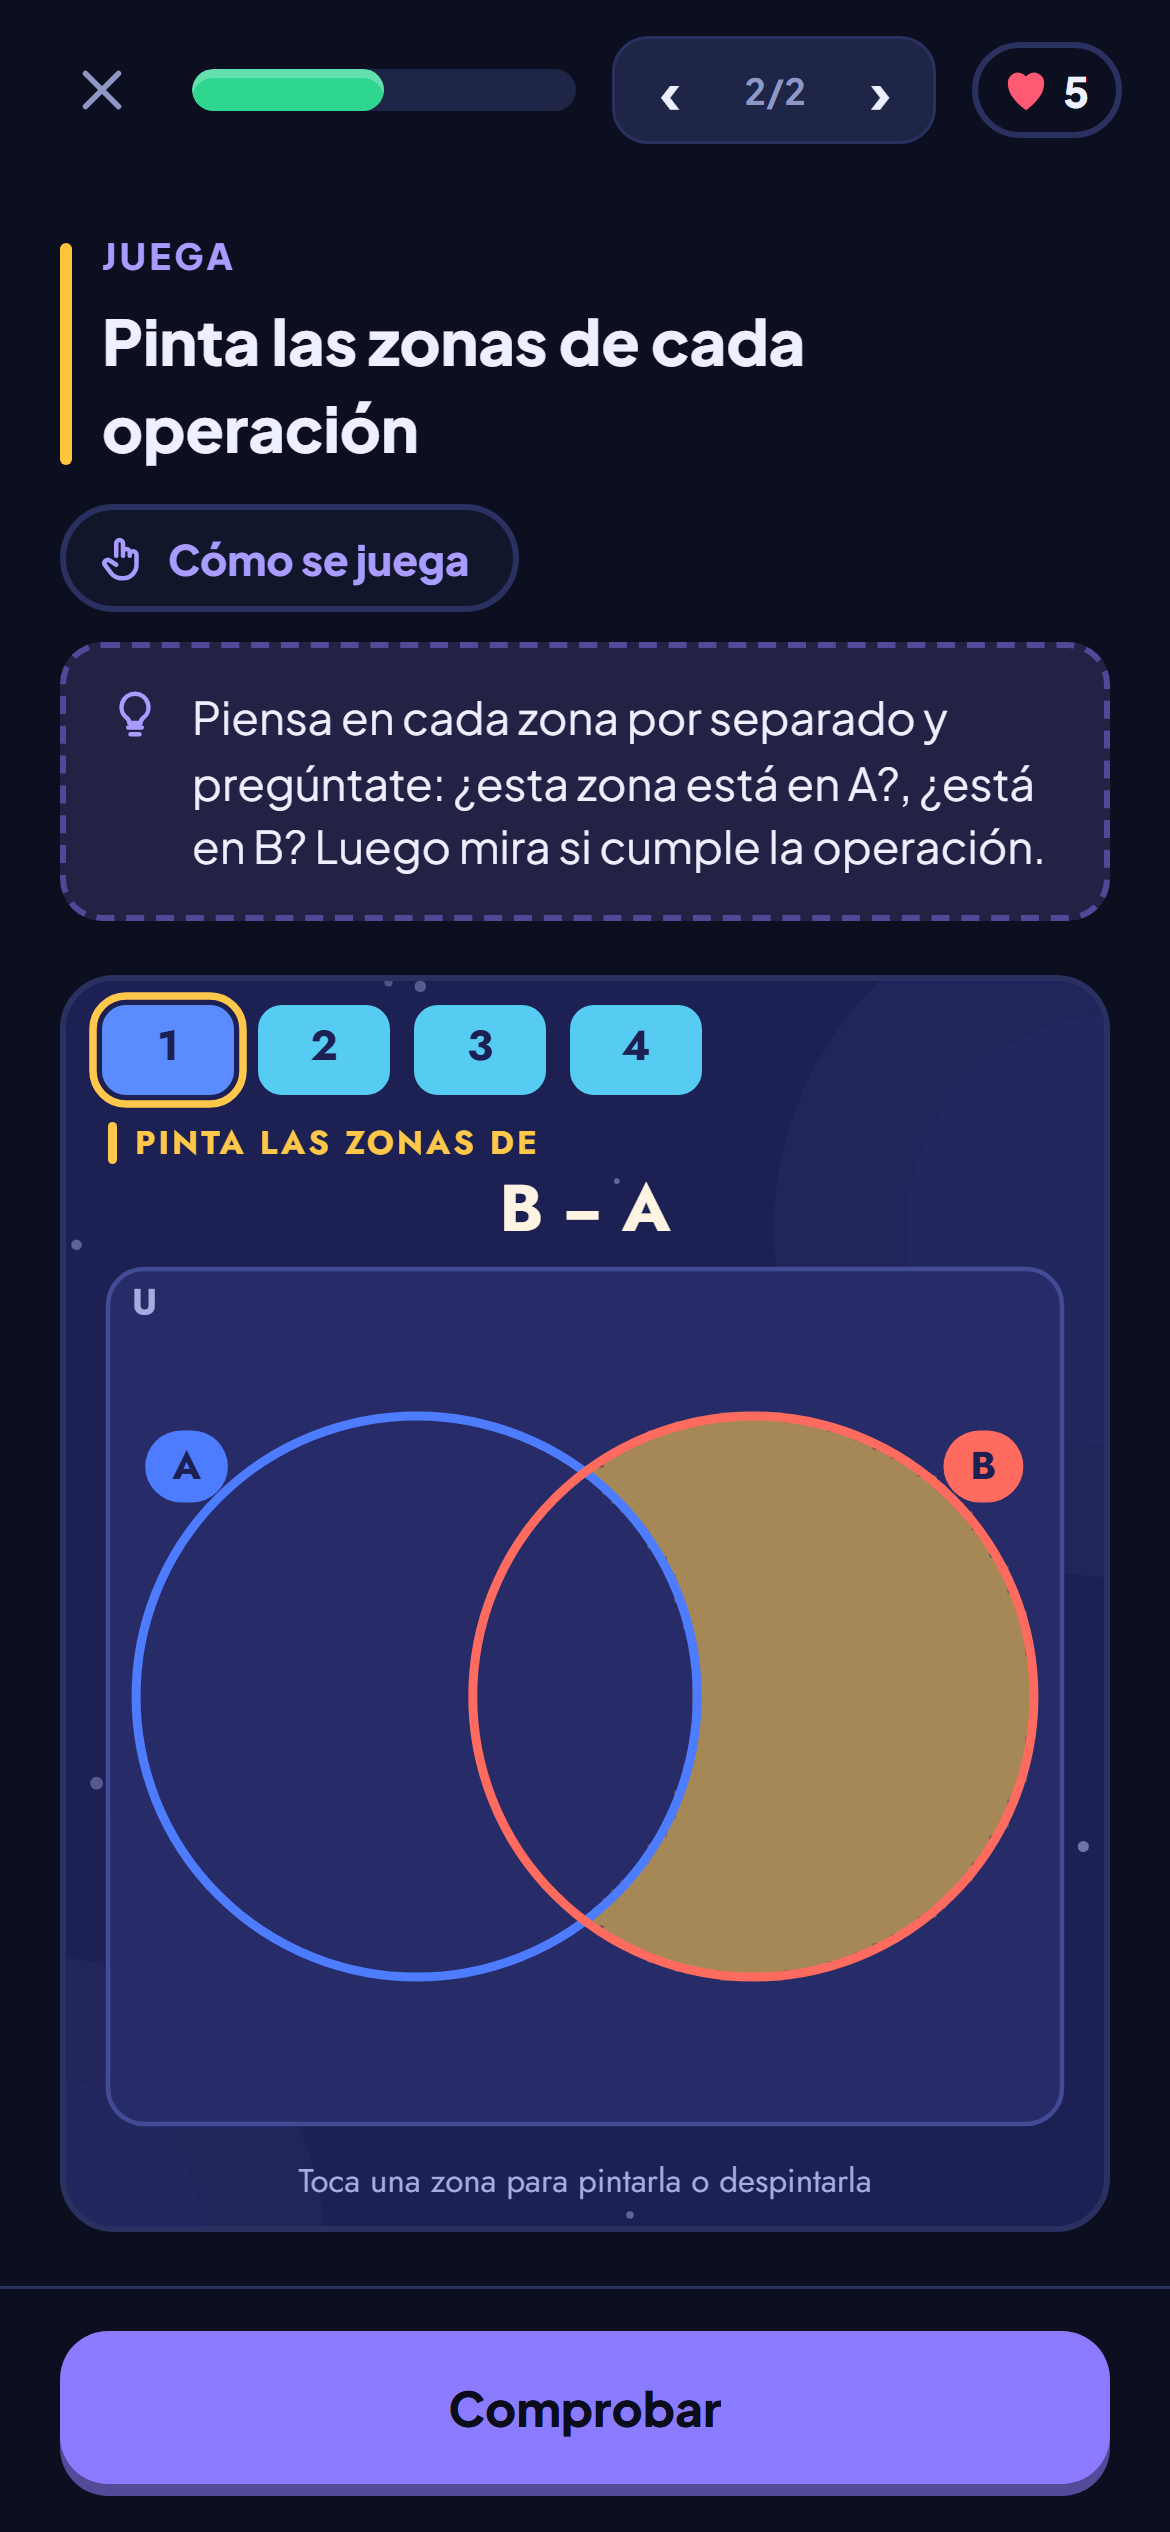 ‹ 2/2 ›
5
JUEGA
Pinta las zonas de cada
operación
Cómo se juega
Piensa en cada zona por separado y
pregúntate: ¿esta zona está en A?, ¿está
en B? Luego mira si cumple la operación.
1 2 3 4
PINTA LAS ZONAS DE
B – A
U
A B
Toca una zona para pintarla o despintarla
Comprobar